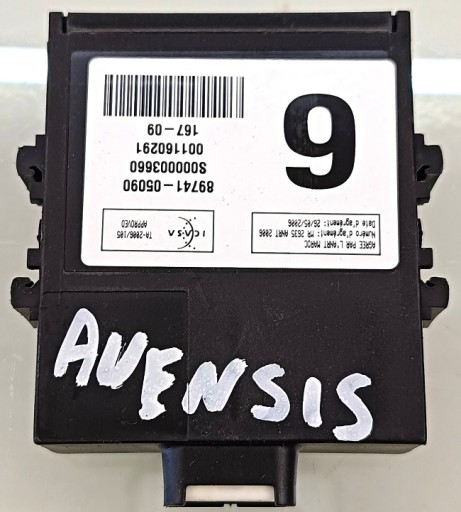 AGREE PAR L'ANRT MAROC
Numéro d'agrément: MR 2635 ANRT 2006
Date d'agrément: 26/05/2006
ICASA
TA-2006/105
APPROVED
6
89741-05090
S000003660
001160291
167-09
AVENSIS